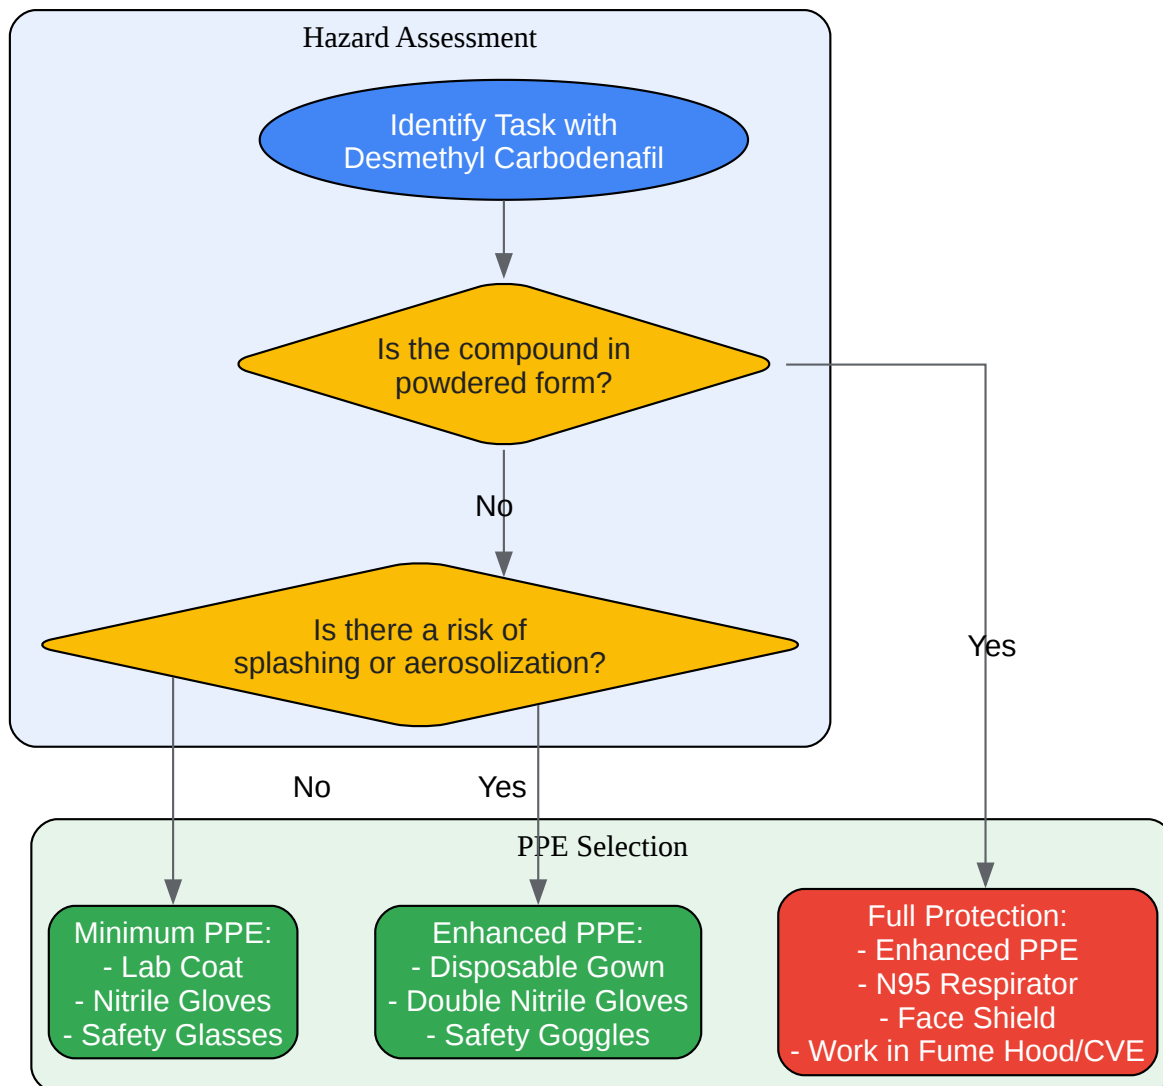 Hazard Assessment
Identify Task with
Desmethyl Carbodenafil
Is the compound in
powdered form?
No
Is there a risk of
splashing or aerosolization?
Yes
No
Yes
PPE Selection
Minimum PPE:
- Lab Coat
- Nitrile Gloves
- Safety Glasses
Enhanced PPE:
- Disposable Gown
- Double Nitrile Gloves
- Safety Goggles
Full Protection:
- Enhanced PPE
- N95 Respirator
- Face Shield
- Work in Fume Hood/CVE